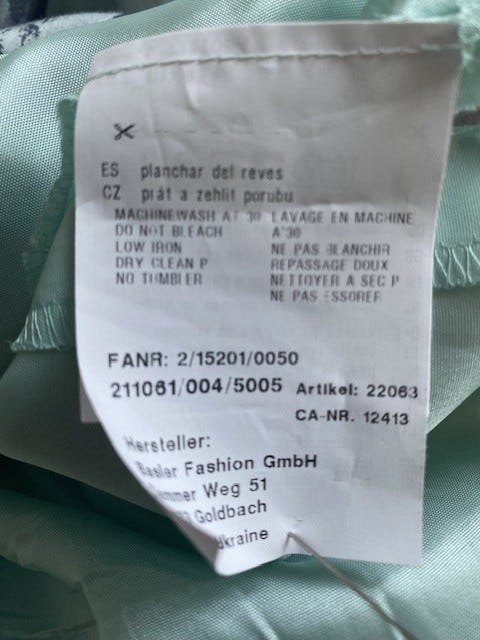 ES planchar del reves
CZ prát a zehlit porubu
MACHINEWASH AT 30 LAVAGE EN MACHINE
DO NOT BLEACH A°30
LOW IRON NE PAS BLANCHIR
DRY CLEAN P REPASSAGE DOUX
NO TUMBLER NETTOYER A SEC P
NE PAS ESSORER
FANR: 2/15201/0050
211061/004/5005 Artikel: 22063
CA-NR. 12413
Hersteller:
Basler Fashion GmbH
Weg 51
Goldbach
Ukraine